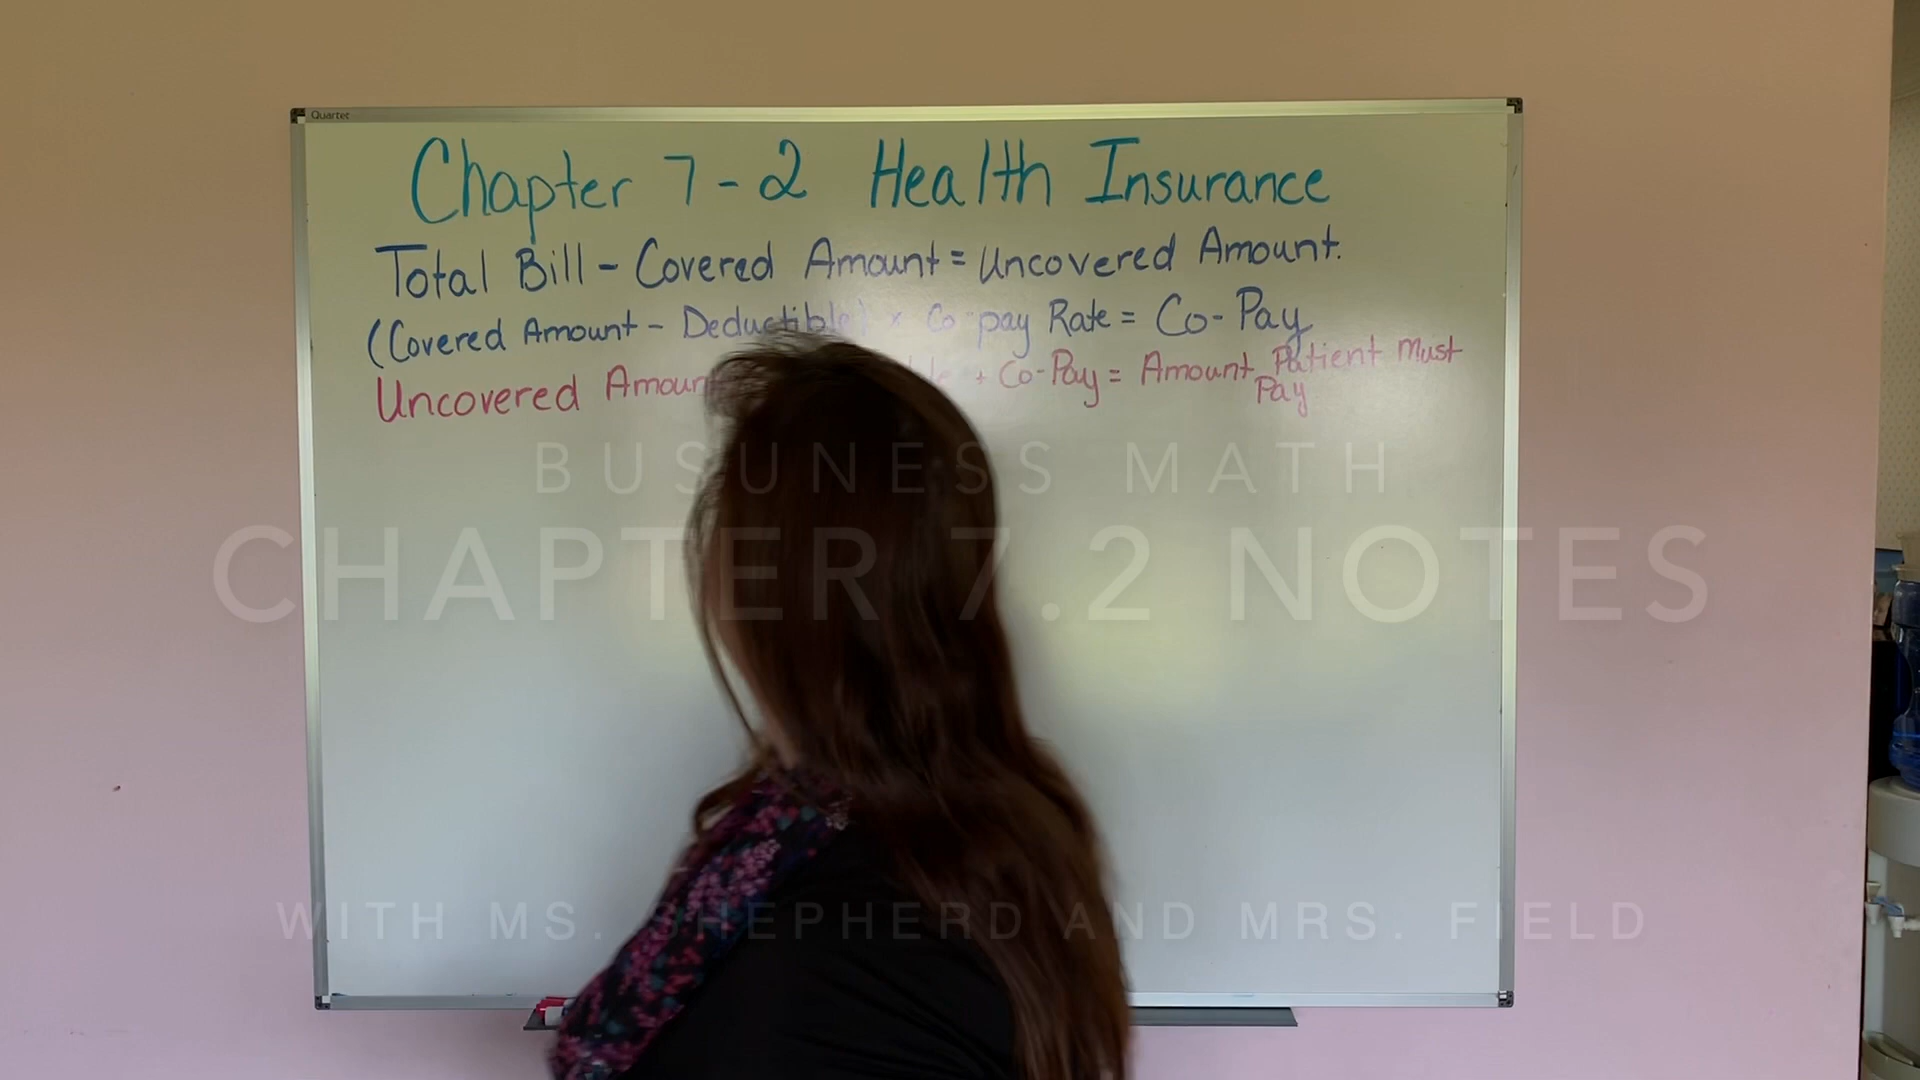 Quartet
Chapter 7-2 Health Insurance
Total Bill - Covered Amount = Uncovered Amount.
(Covered Amount - Deductible) x Co-pay Rate = Co-Pay
Uncovered Amount + Co-Pay = Amount Patient Must
Pay
BUSUNESS MATH
CHAPTER 7.2 NOTES
WITH MS. SHEPHERD AND MRS. FIELD